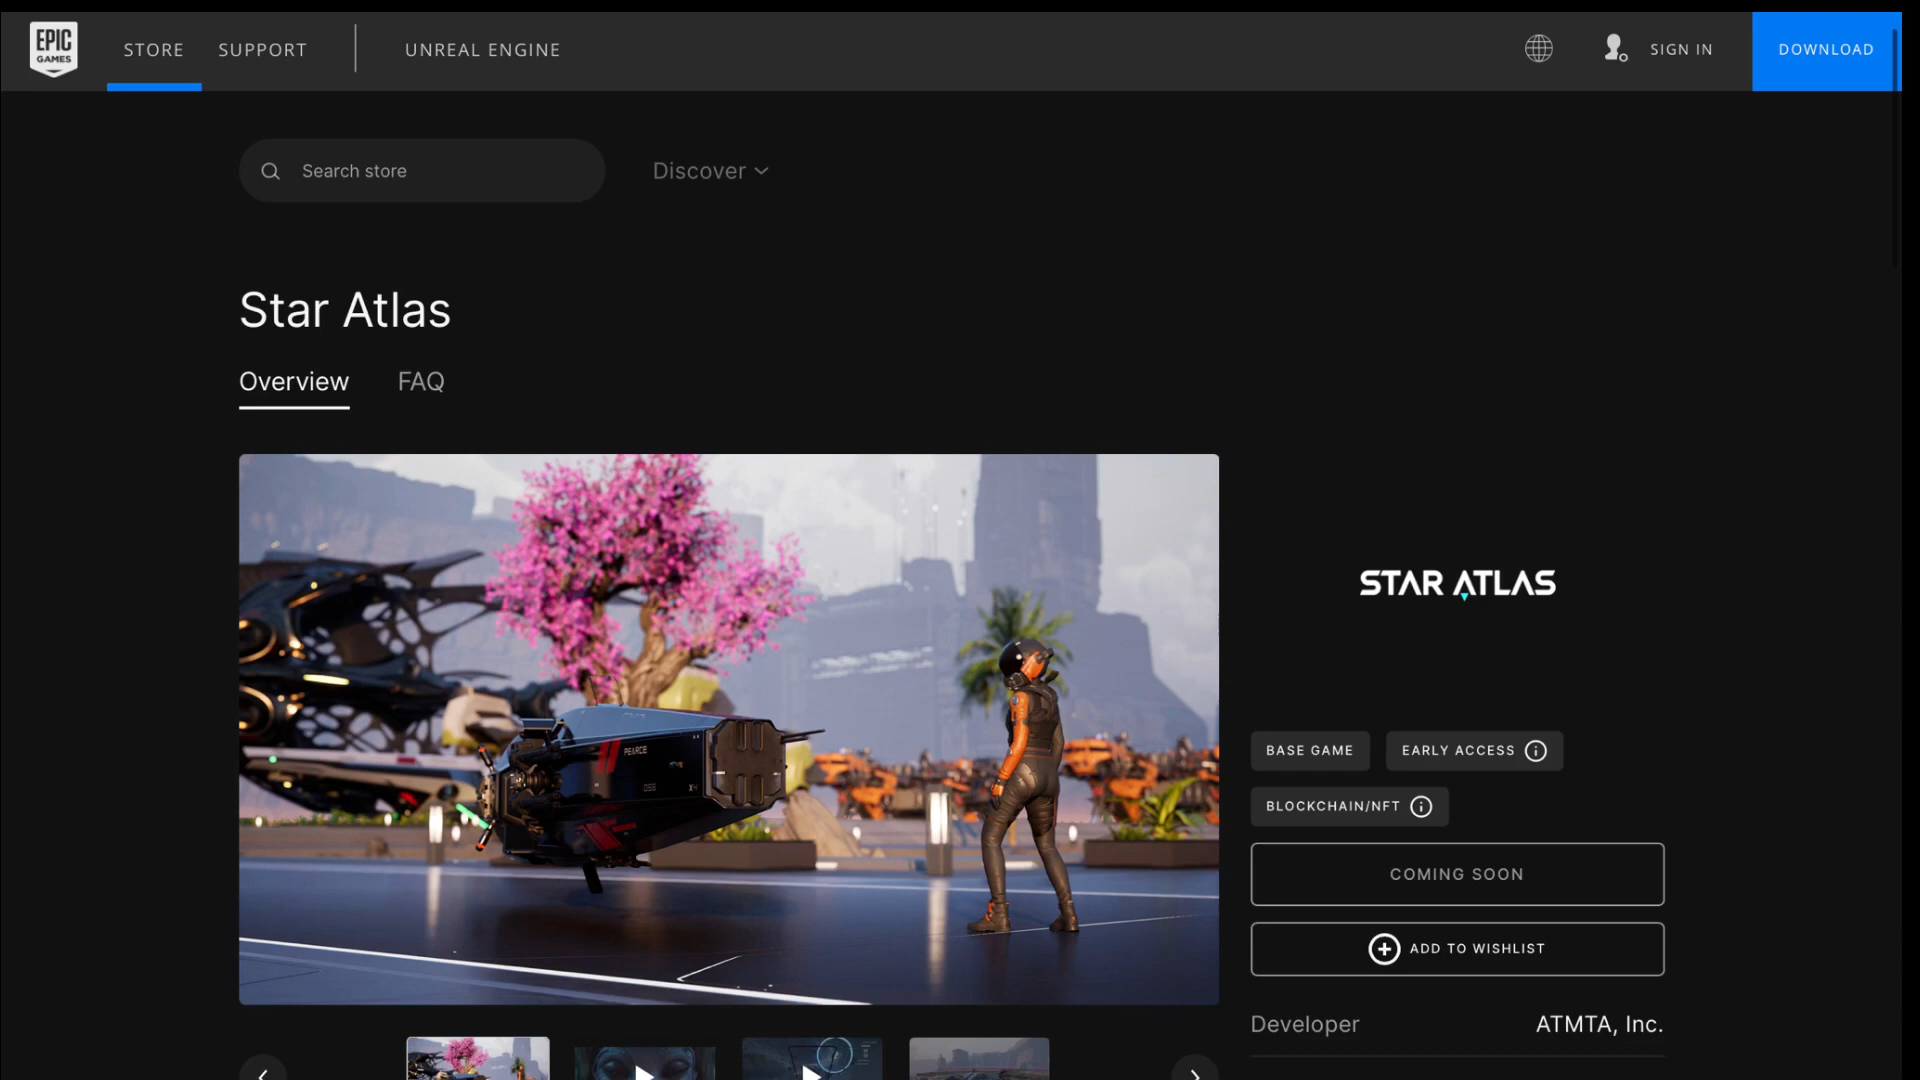 EPIC
GAMES
STORE
SUPPORT
UNREAL ENGINE
SIGN IN
DOWNLOAD
Search store
Discover
Star Atlas
Overview
FAQ
PEARCE
STAR ATLAS
BASE GAME
EARLY ACCESS
BLOCKCHAIN/NFT
COMING SOON
ADD TO WISHLIST
Developer
ATMTA, Inc.